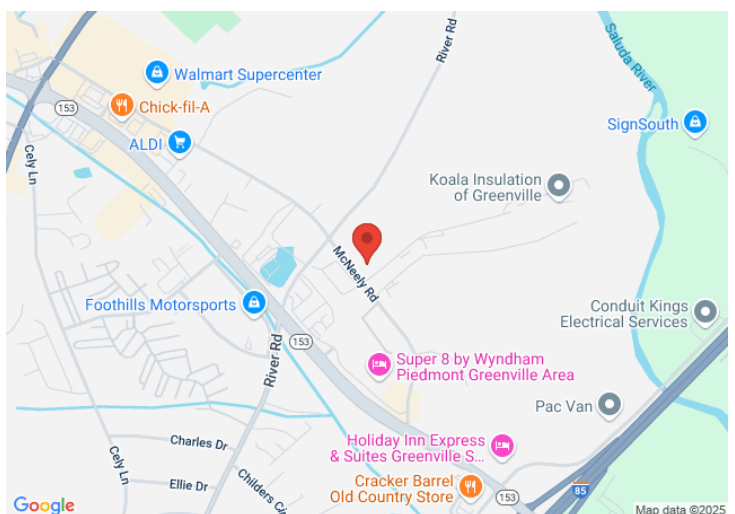 River Rd
Saluda River
Walmart Supercenter
153
Chick-fil-A
SignSouth
ALDI
Cely Ln
Koala Insulation
of Greenville
McNeely Rd
Foothills Motorsports
Conduit Kings
Electrical Services
153
River Rd
Super 8 by Wyndham
Piedmont Greenville Area
Pac Van
Charles Dr
Holiday Inn Express
& Suites Greenville S...
Cely Ln
Ellie Dr
Cracker Barrel
Old Country Store
153
85
Google
Map data ©2025